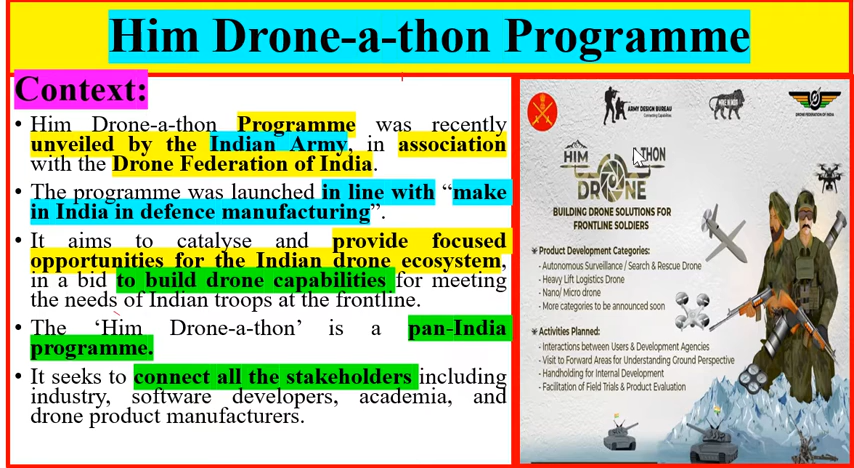 Him Drone-a-thon Programme
Context:
• Him Drone-a-thon Programme was recently
unveiled by the Indian Army, in association
with the Drone Federation of India.
• The programme was launched in line with “make
in India in defence manufacturing”.
• It aims to catalyse and provide focused
opportunities for the Indian drone ecosystem,
in a bid to build drone capabilities for meeting
the needs of Indian troops at the frontline.
• The ‘Him Drone-a-thon’ is a pan-India
programme.
• It seeks to connect all the stakeholders including
industry, software developers, academia, and
drone product manufacturers.
ARMY DESIGN BUREAU
MAKE IN INDIA
DRONE FEDERATION OF INDIA
HIM
THON
DRONE
BUILDING DRONE SOLUTIONS FOR
FRONTLINE SOLDIERS
Product Development Categories:
- Autonomous Surveillance / Search & Rescue Drone
- Heavy Lift Logistics Drone
- Nano/ Micro drone
- More categories to be announced soon
Activities Planned:
- Interactions between Users & Development Agencies
- Visit to Forward Areas for Understanding Ground Perspective
- Handholding for Internal Development
- Facilitation of Field Trials & Product Evaluation